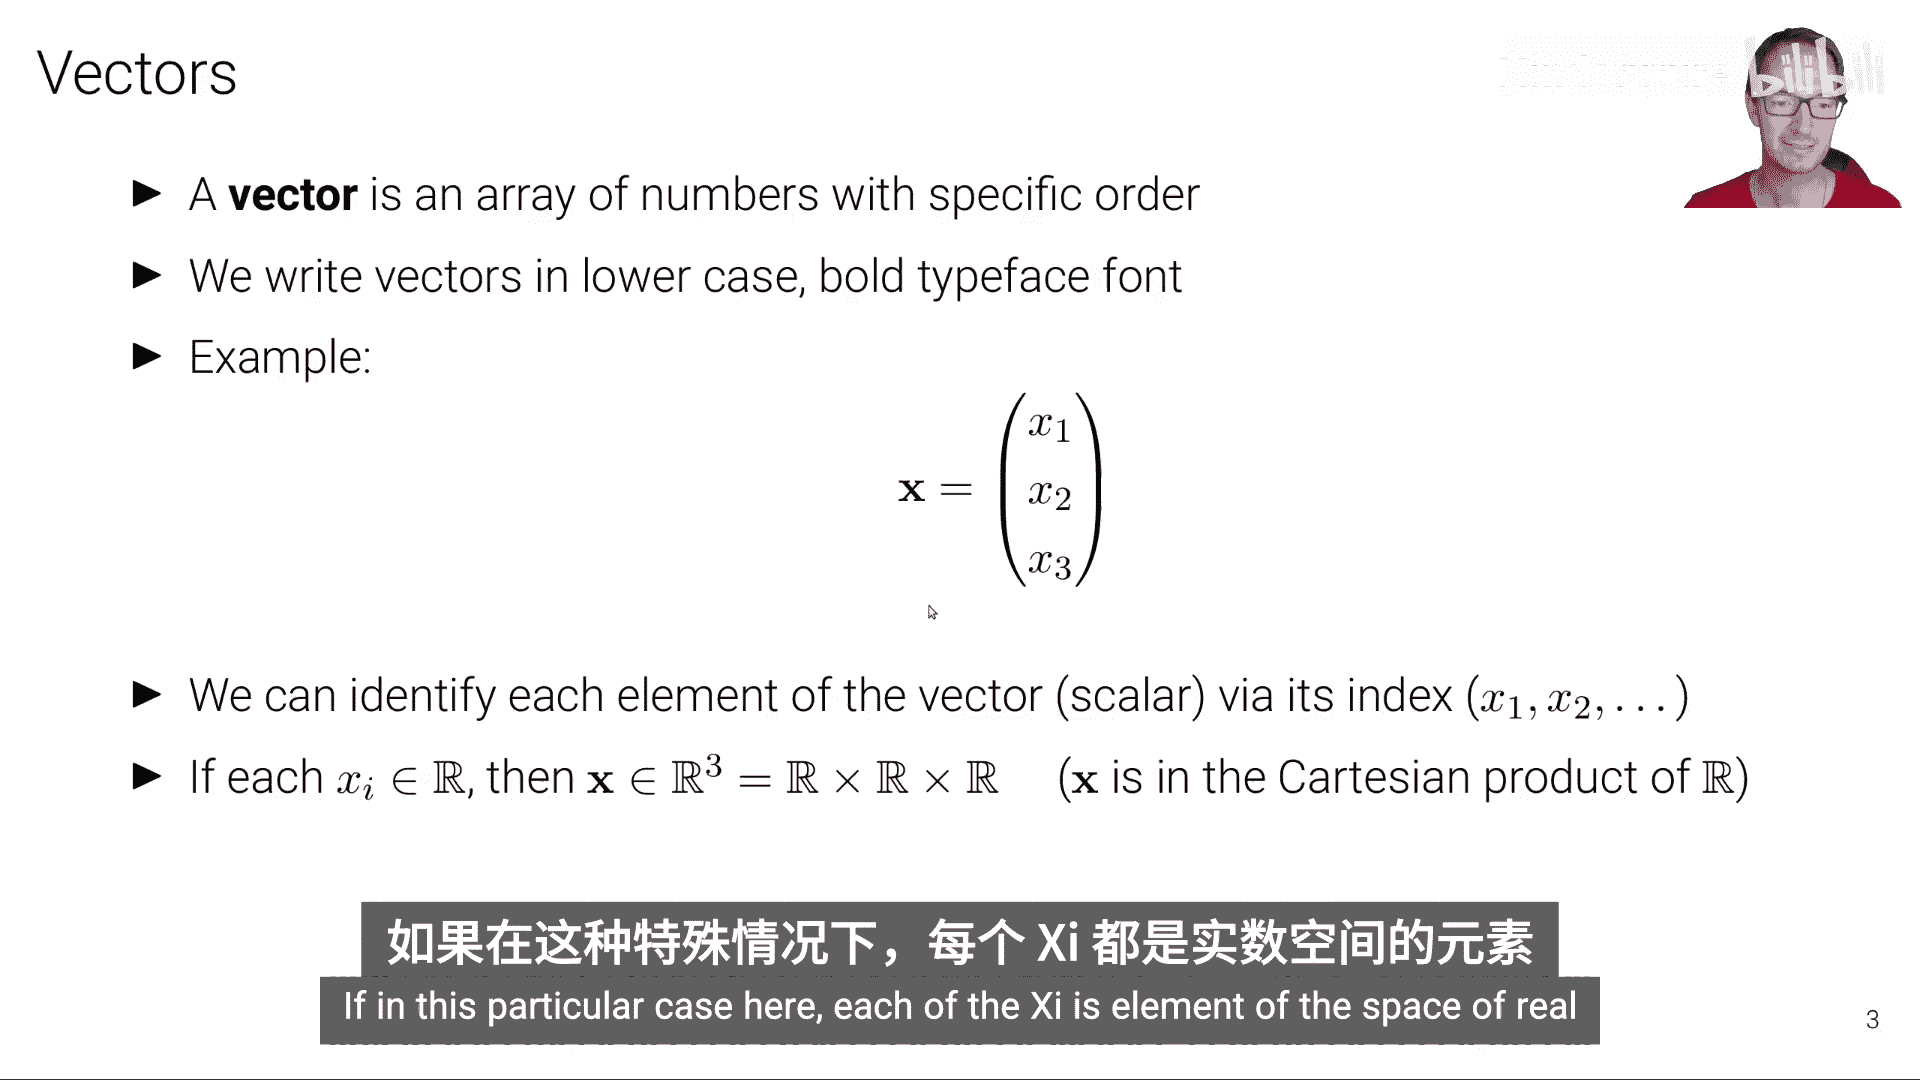 Vectors
bilibili
▶ A vector is an array of numbers with specific order
▶ We write vectors in lower case, bold typeface font
▶ Example:
x = (x₁
x₂
x₃)
▶ We can identify each element of the vector (scalar) via its index (x₁, x₂, . . . )
▶ If each xᵢ ∈ ℝ, then x ∈ ℝ³ = ℝ × ℝ × ℝ (x is in the Cartesian product of ℝ)
如果在这种特殊情况下，每个 Xi 都是实数空间的元素
If in this particular case here, each of the Xi is element of the space of real
3